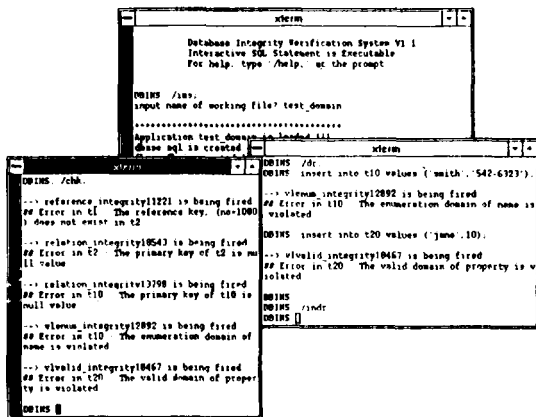 xterm
Database Integrity Verification System V1 1
Interactive SQL Statement is Executable
For help, type '/help,' at the prompt
DBINS /ins,
input name of working file? test_domain
****************************************
Application test_domain is loaded !!!
dbase sql is created
xterm
DBINS. /chk.
--> reference_integrity11221 is being fired
## Error in t1 The reference key, (no=1000
) does not exist in t2
--> relation_integrity10543 is being fired
## Error in t2 - The primary key of t2 is nu
ll value
--> relation_integrity13798 is being fired
## Error in t10 The primary key of t10 is
null value
--> vlenum_integrity12892 is being fired
## Error in t10 - The enumeration domain of
name is violated
--> vlvalid_integrity10467 is being fired
## Error in t20 The valid domain of proper
ty is violated
DBINS
xterm
DBINS /dr.
DBINS insert into t10 values ('smith','542-6323').
--> vlenum_integrity12892 is being fired
## Error in t10 The enumeration domain of name is
violated
DBINS insert into t20 values ('jane',10).
--> vlvalid_integrity10467 is being fired
## Error in t20 The valid domain of property is v
iolated
DBINS
DBINS /indr
DBINS